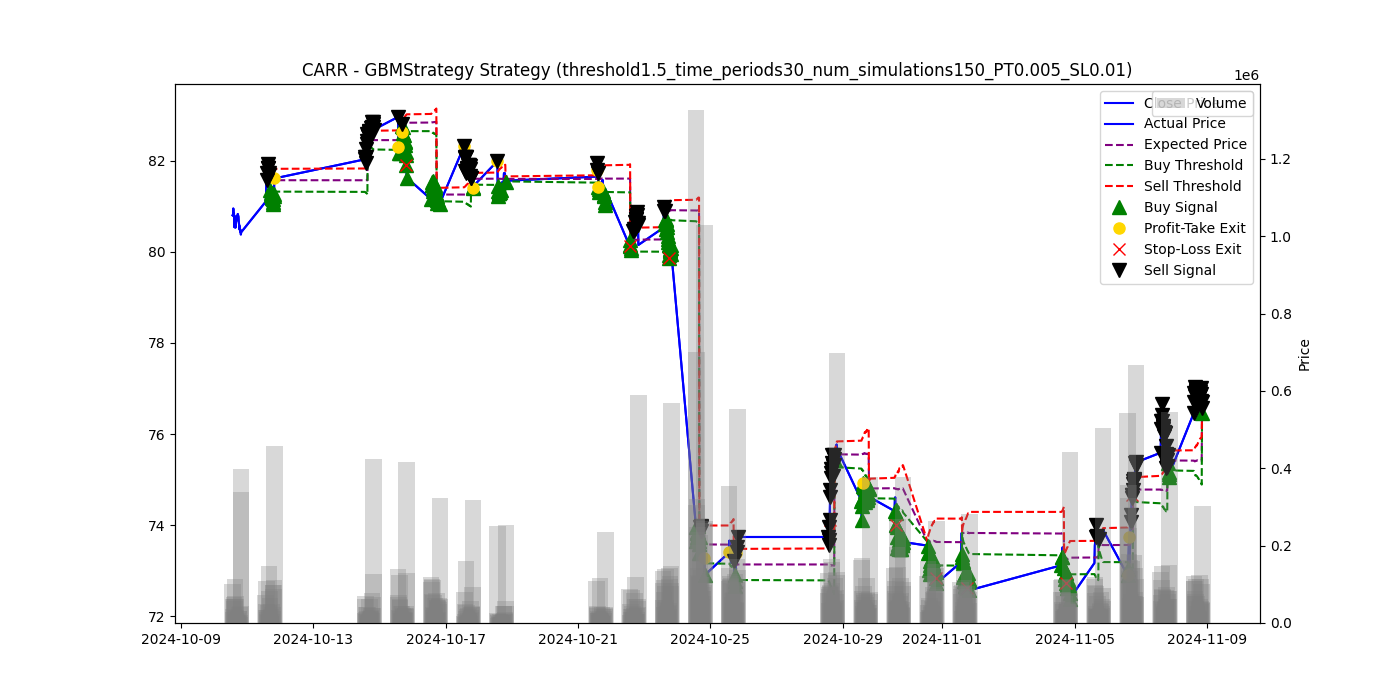 CARR - GBMStrategy Strategy (threshold1.5_time_periods30_num_simulations150_PT0.005_SL0.01)
1e6
Volume
Actual Price
Expected Price
Buy Threshold
Sell Threshold
Buy Signal
Profit-Take Exit
Stop-Loss Exit
Sell Signal
82
80
78
76
74
72
1.2
1.0
0.8
0.6
0.4
0.2
0.0
Price
2024-10-09
2024-10-13
2024-10-17
2024-10-21
2024-10-25
2024-10-29
2024-11-01
2024-11-05
2024-11-09